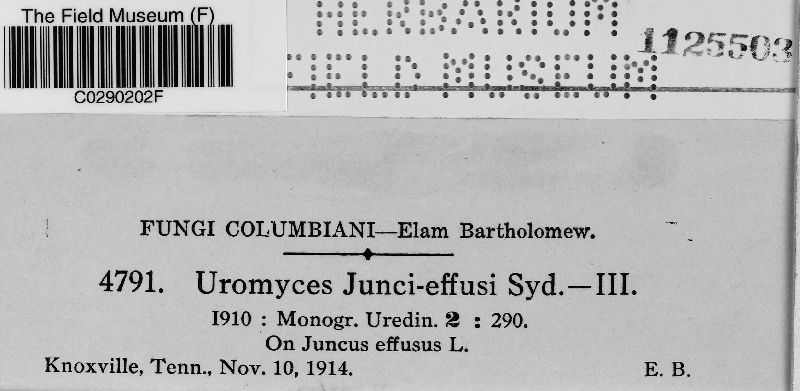 The Field Museum (F)
C0290202F
HERBARIUM
FIELD MUSEUM
1125503
FUNGI COLUMBIANI—Elam Bartholomew.
4791. Uromyces Junci-effusi Syd.—III.
1910 : Monogr. Uredin. 2 : 290.
On Juncus effusus L.
Knoxville, Tenn., Nov. 10, 1914. E. B.